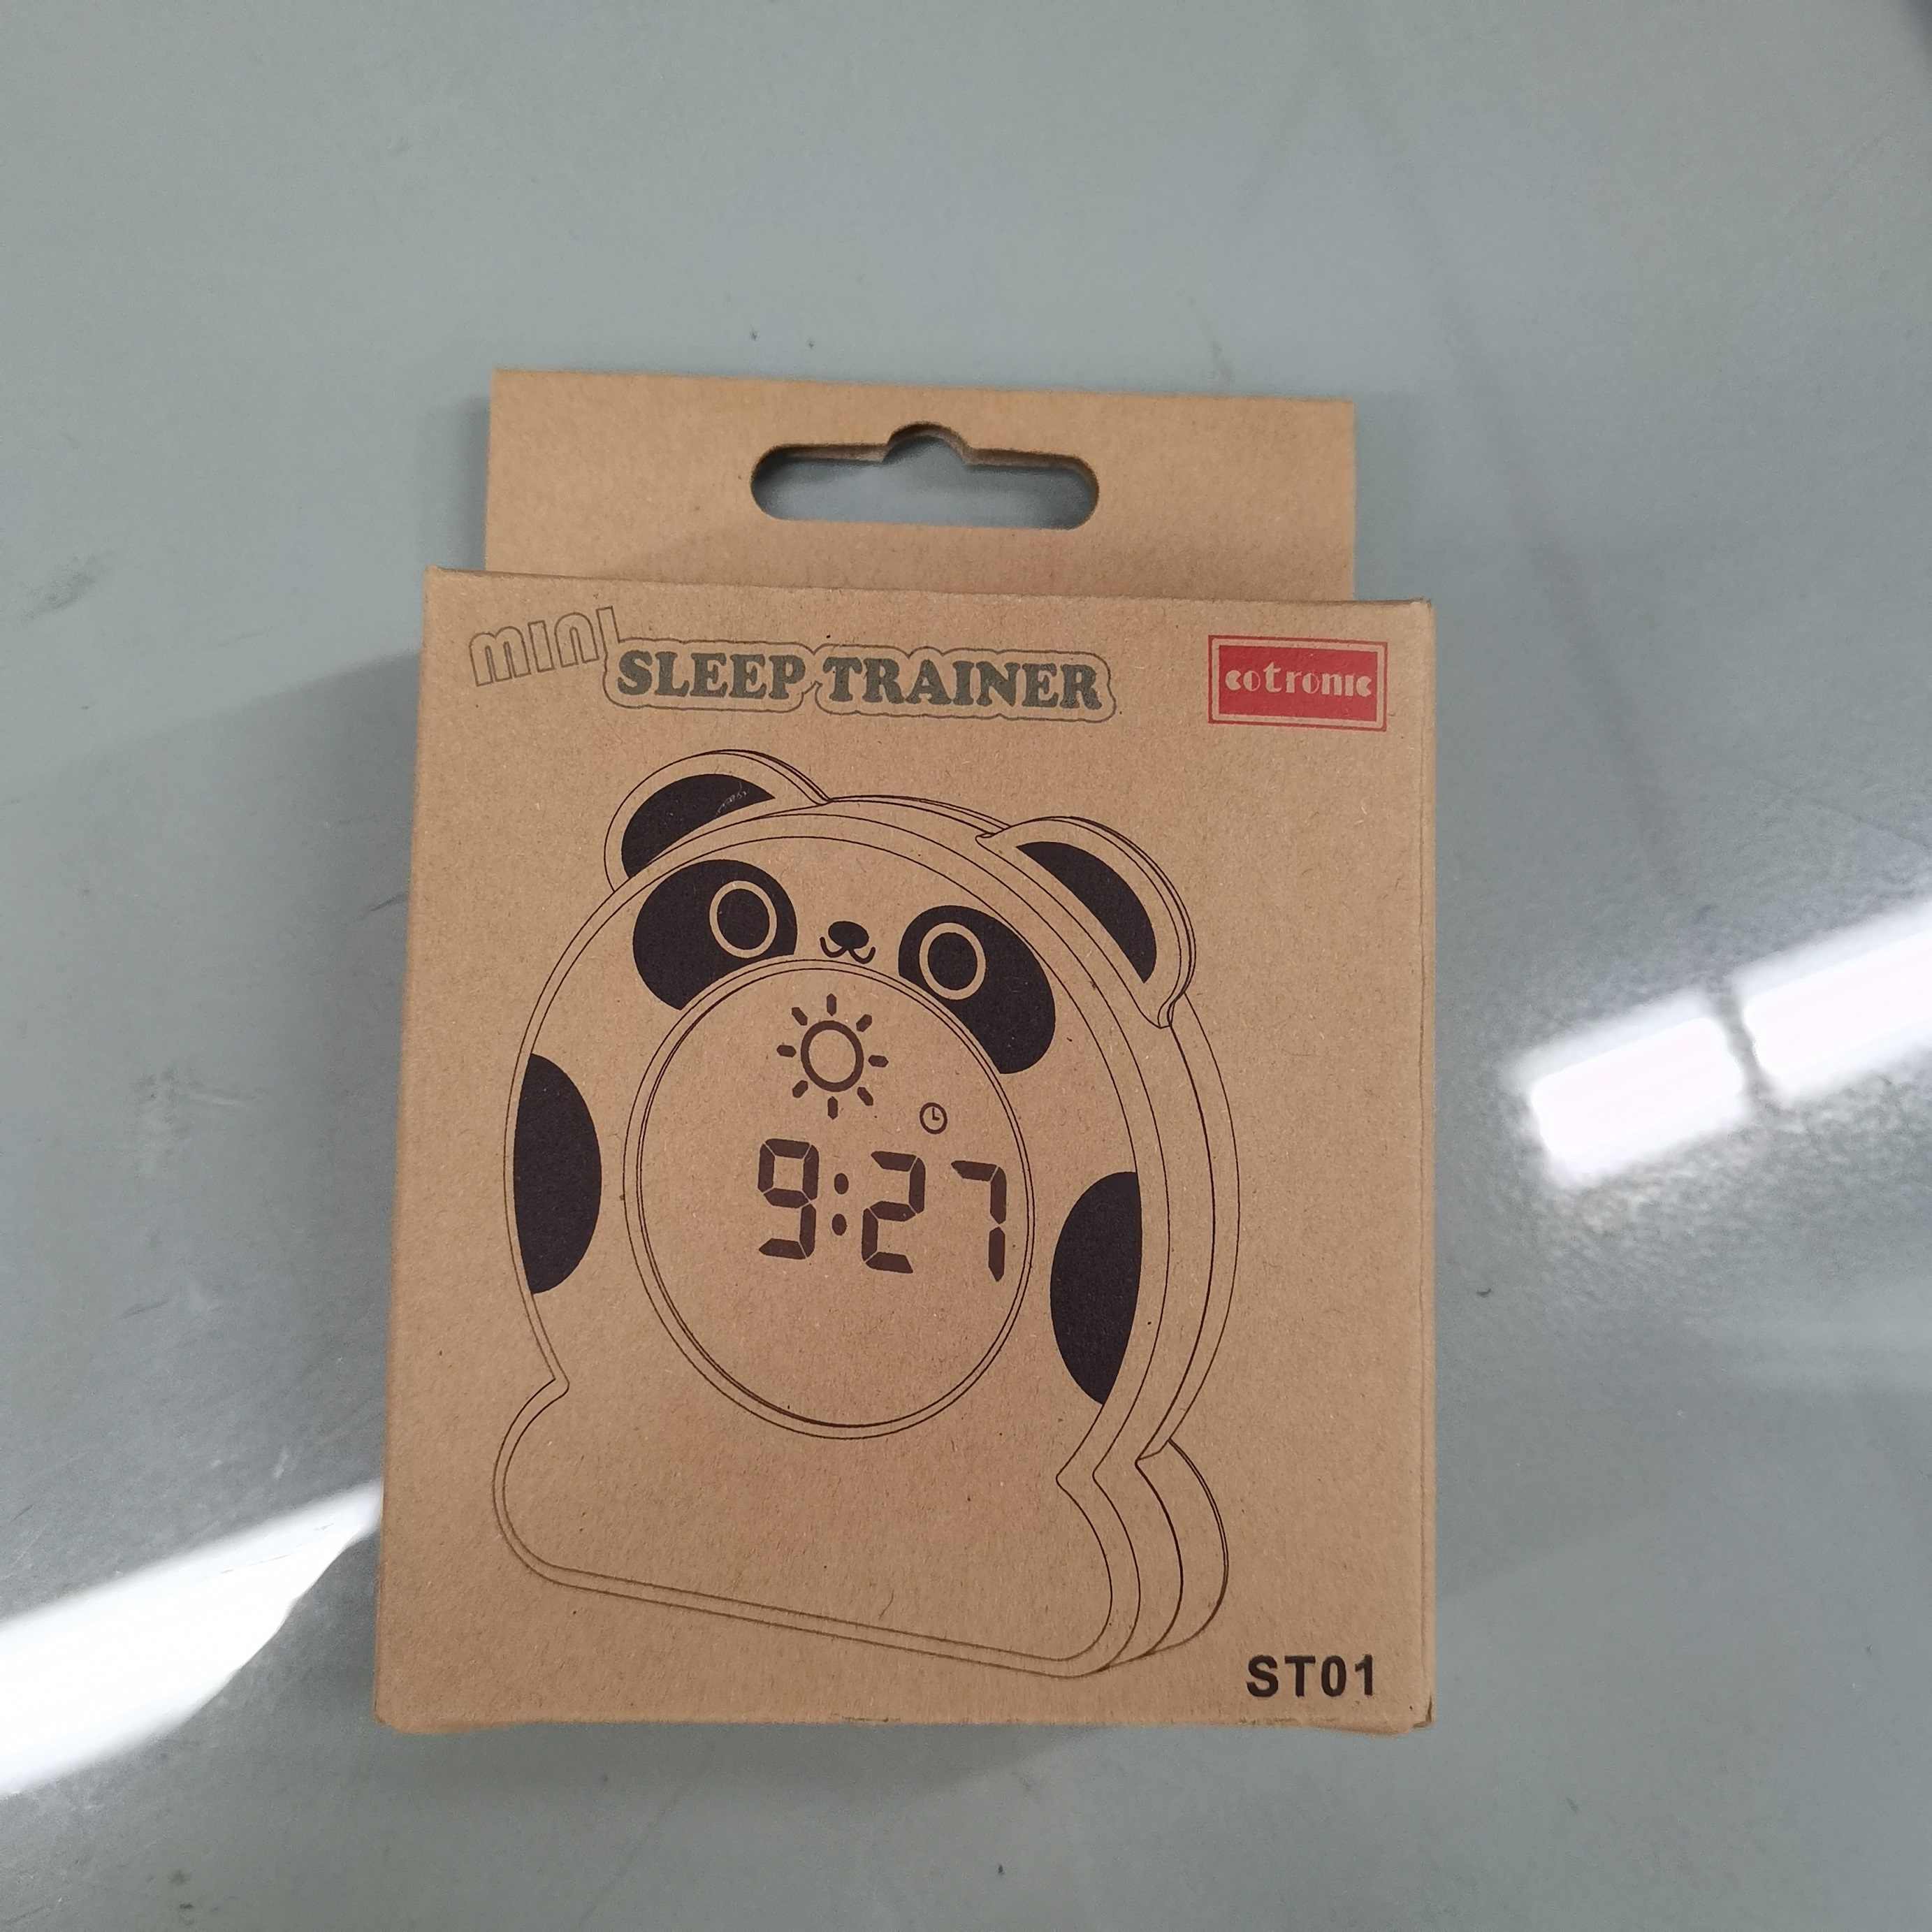 mini
SLEEP TRAINER
cotronic
9:27
ST01